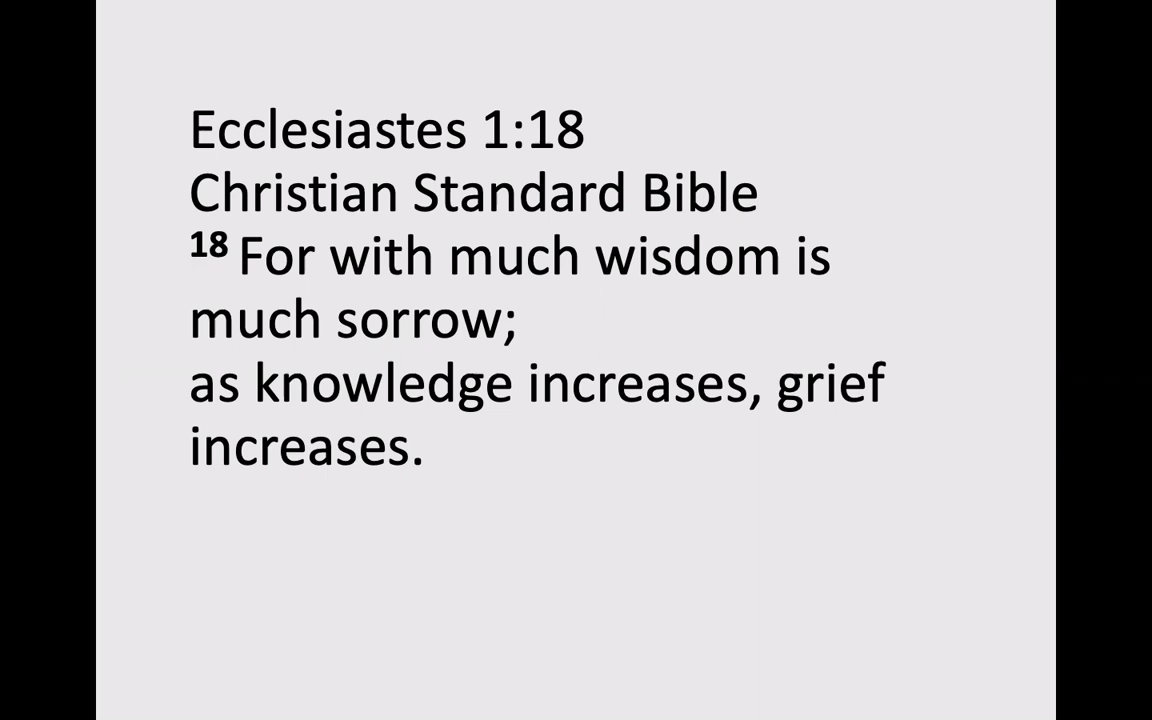 Ecclesiastes 1:18
Christian Standard Bible
18 For with much wisdom is
much sorrow;
as knowledge increases, grief
increases.